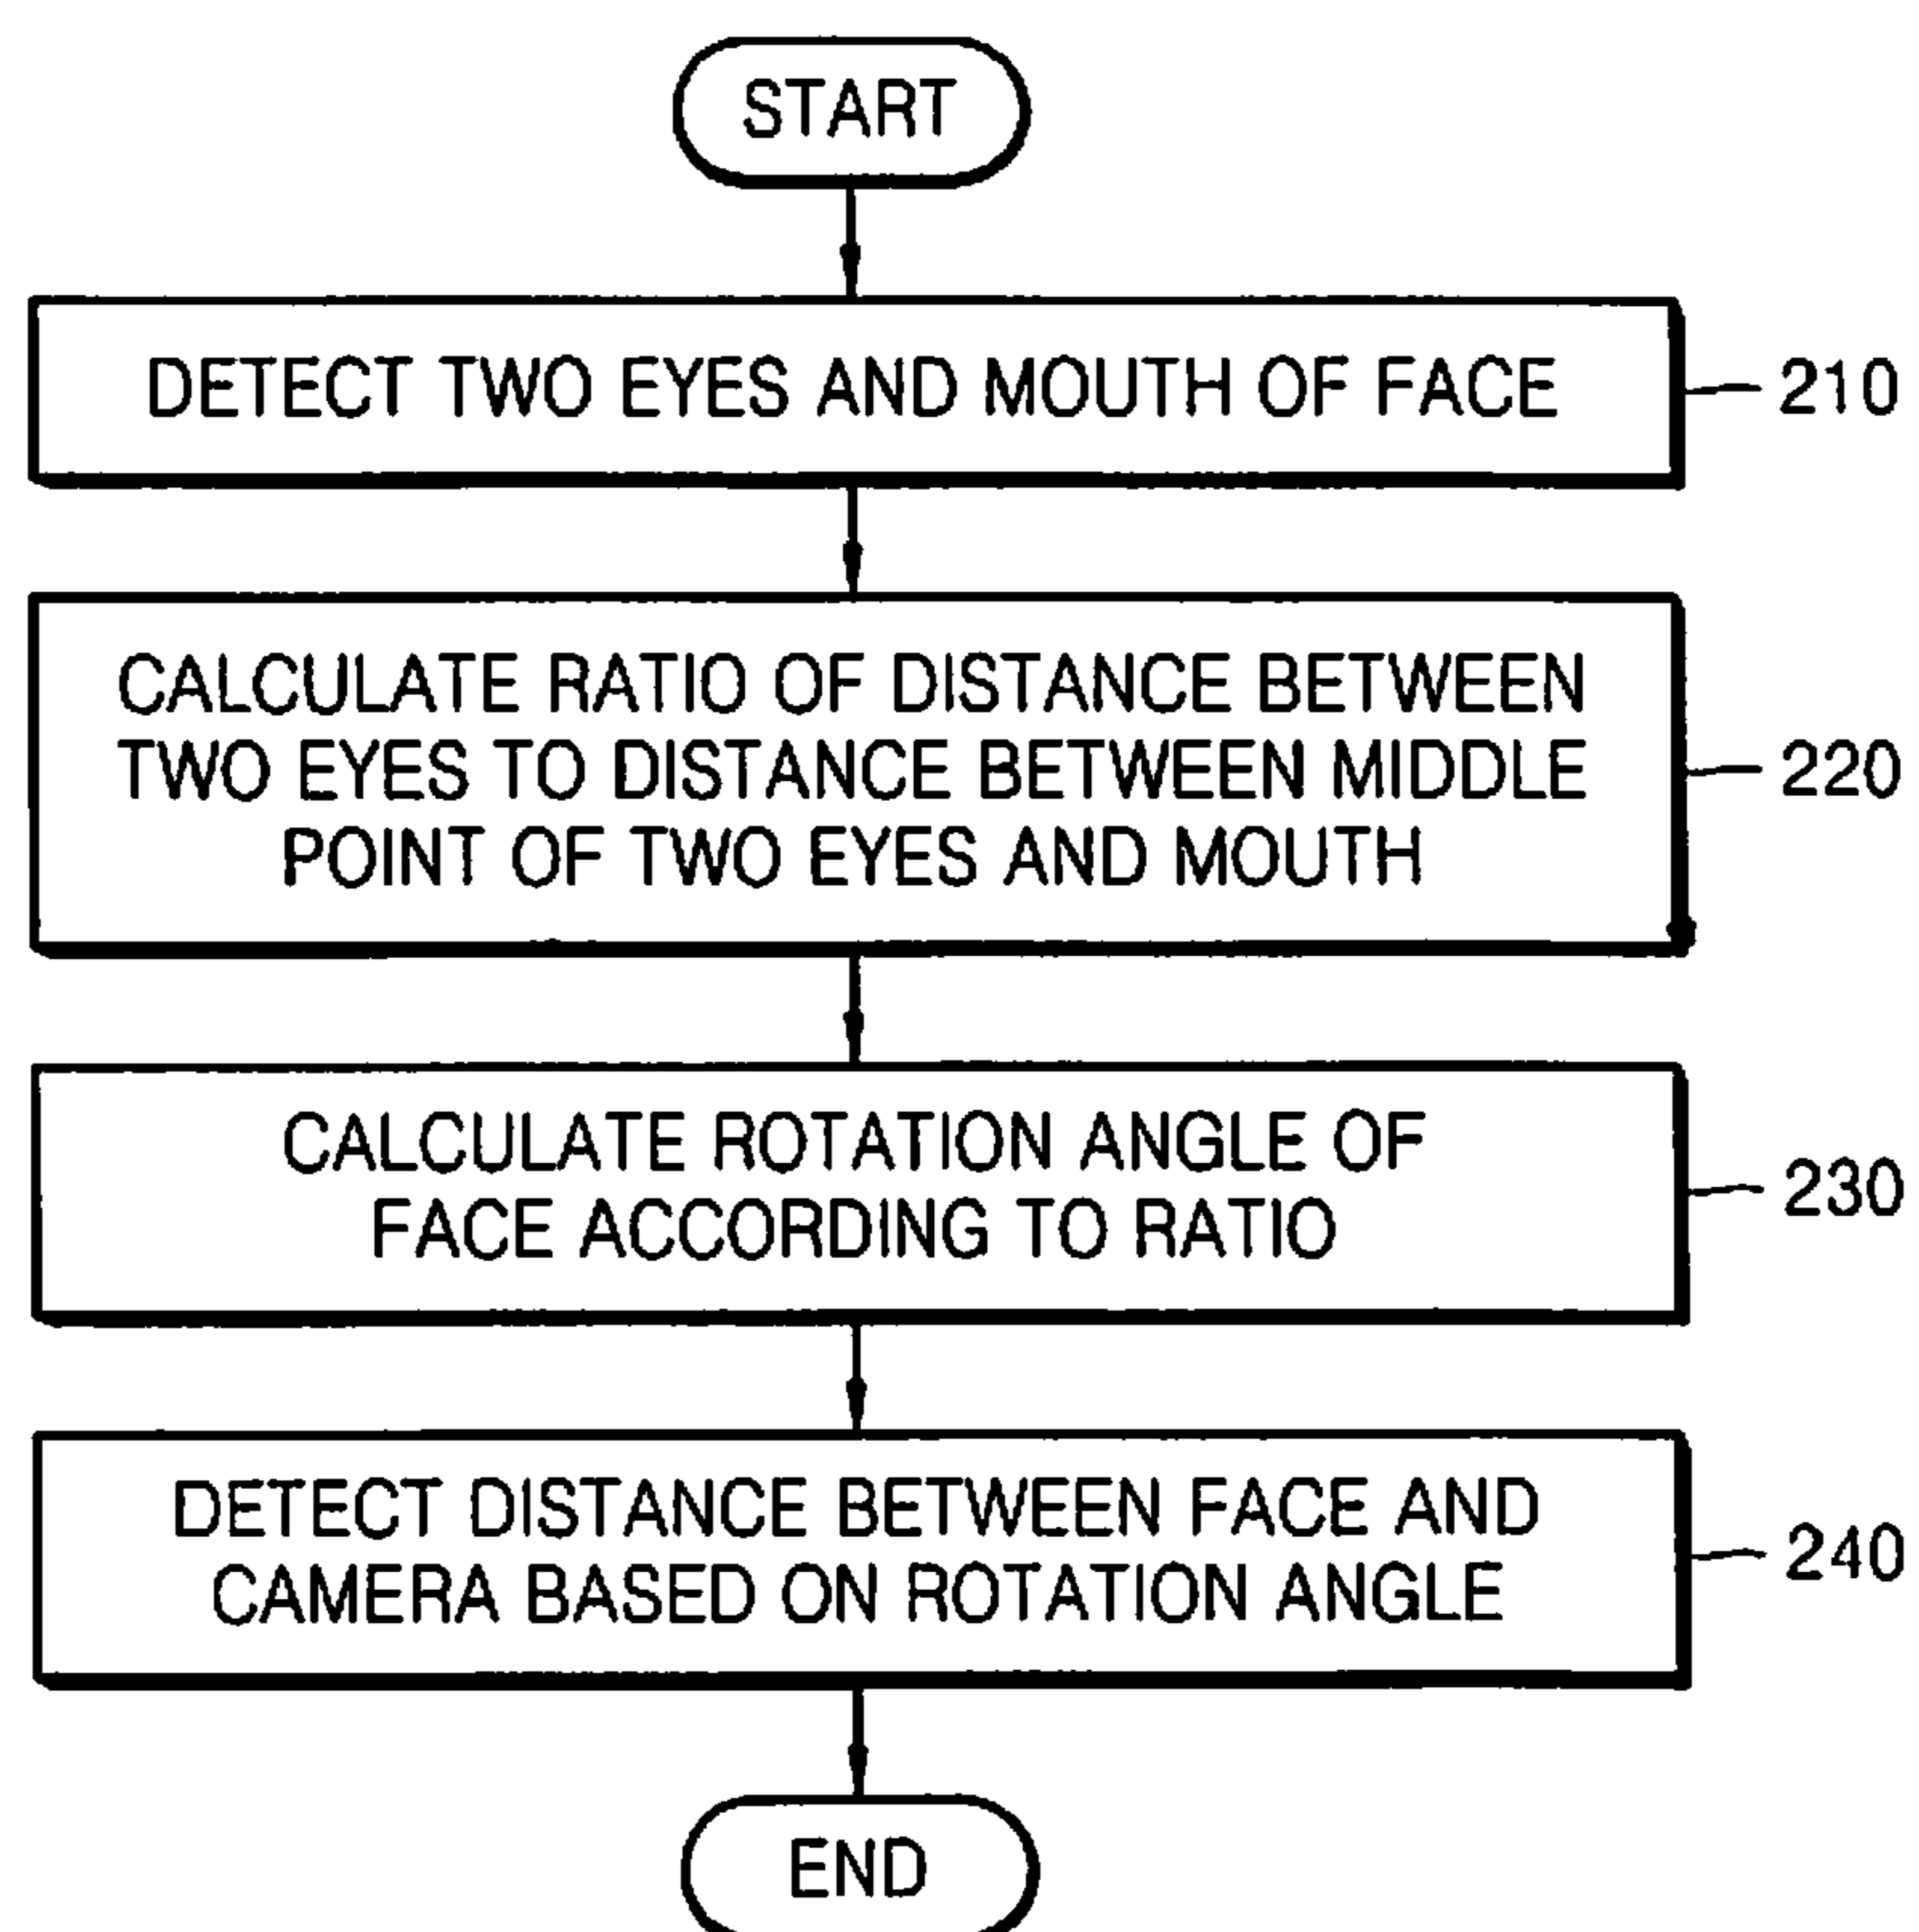 START
DETECT TWO EYES AND MOUTH OF FACE
210
CALCULATE RATIO OF DISTANCE BETWEEN
TWO EYES TO DISTANCE BETWEEN MIDDLE
POINT OF TWO EYES AND MOUTH
220
CALCULATE ROTATION ANGLE OF
FACE ACCORDING TO RATIO
230
DETECT DISTANCE BETWEEN FACE AND
CAMERA BASED ON ROTATION ANGLE
240
END